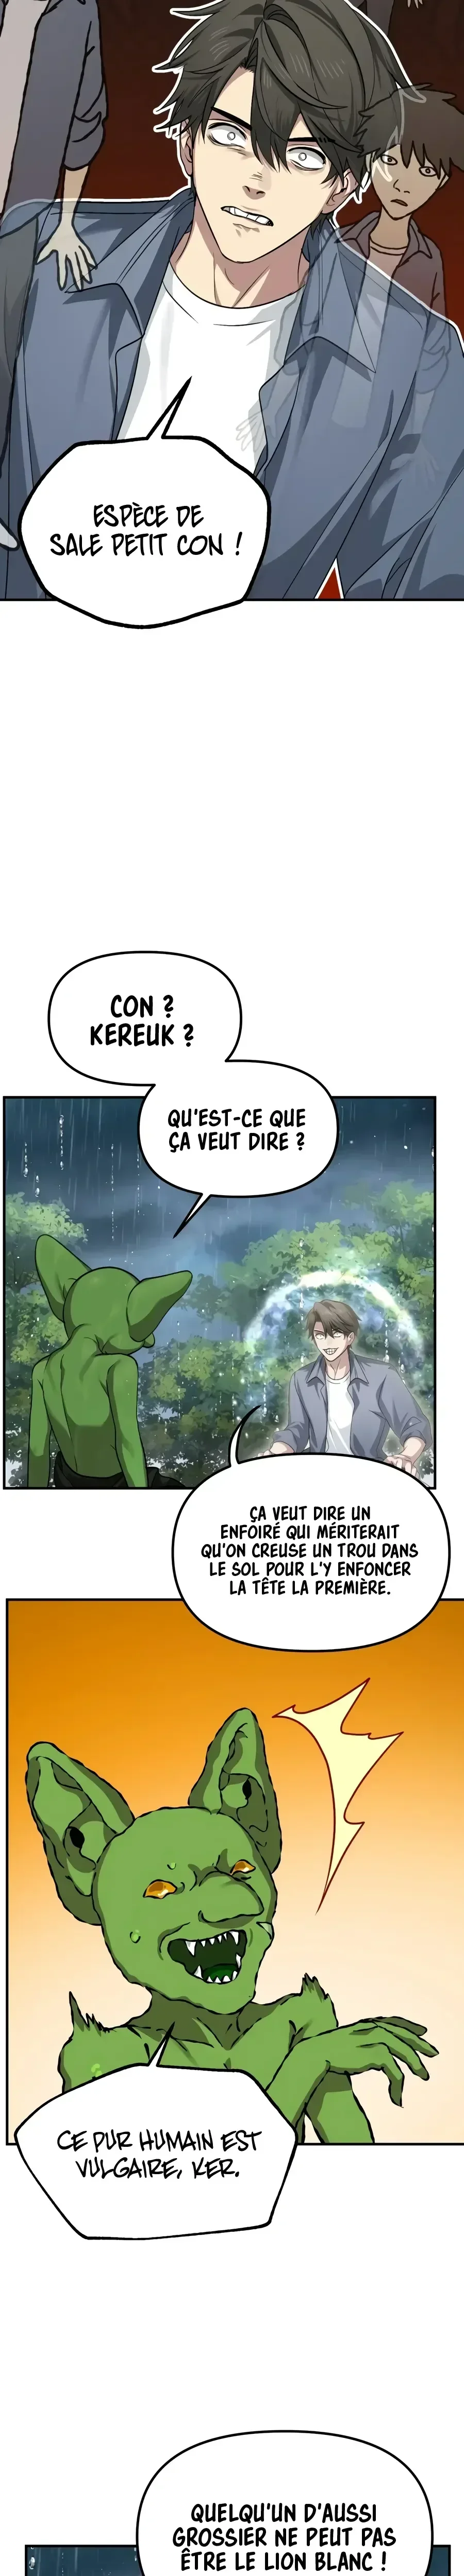 ESPÈCE DE
SALE PETIT CON !
CON ?
KEREUK ?
QU'EST-CE QUE
ÇA VEUT DIRE ?
ÇA VEUT DIRE UN
ENFOIRÉ QUI MÉRITERAIT
QU'ON CREUSE UN TROU DANS
LE SOL POUR L'Y ENFONCER
LA TÊTE LA PREMIÈRE.
CE PUR HUMAIN EST
VULGAIRE, KER.
QUELQU'UN D'AUSSI
GROSSIER NE PEUT PAS
ÊTRE LE LION BLANC !